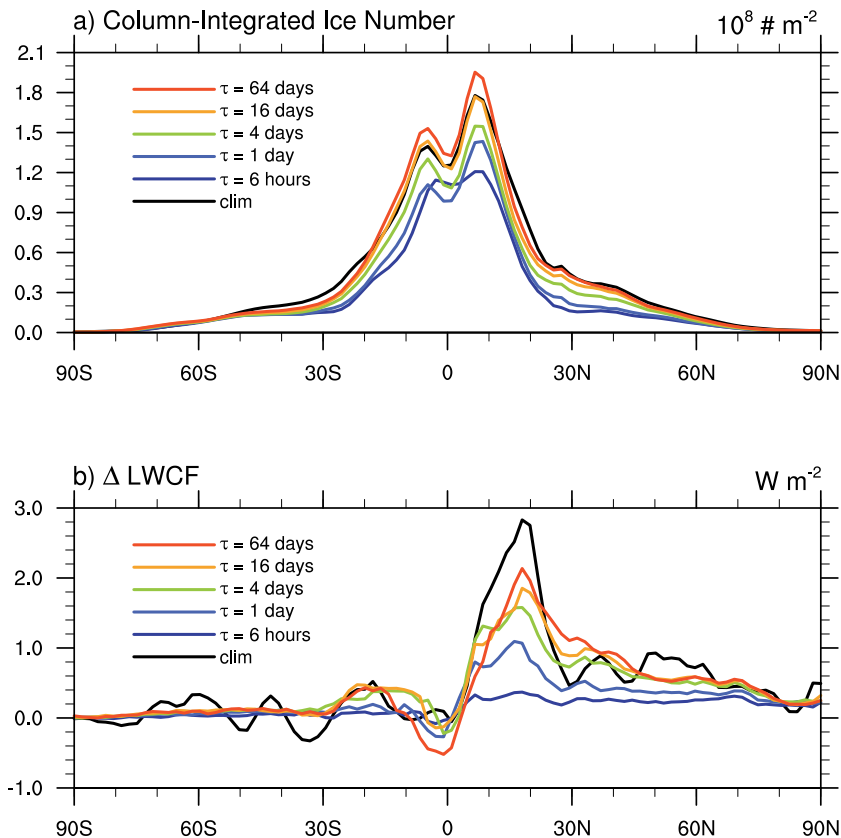 a) Column-Integrated Ice Number 10⁸ # m⁻²
2.1
1.8
1.5
1.2
0.9
0.6
0.3
0.0
τ = 64 days
τ = 16 days
τ = 4 days
τ = 1 day
τ = 6 hours
clim
90S 60S 30S 0 30N 60N 90N
b) Δ LWCF W m⁻²
3.0
2.0
1.0
0.0
-1.0
τ = 64 days
τ = 16 days
τ = 4 days
τ = 1 day
τ = 6 hours
clim
90S 60S 30S 0 30N 60N 90N